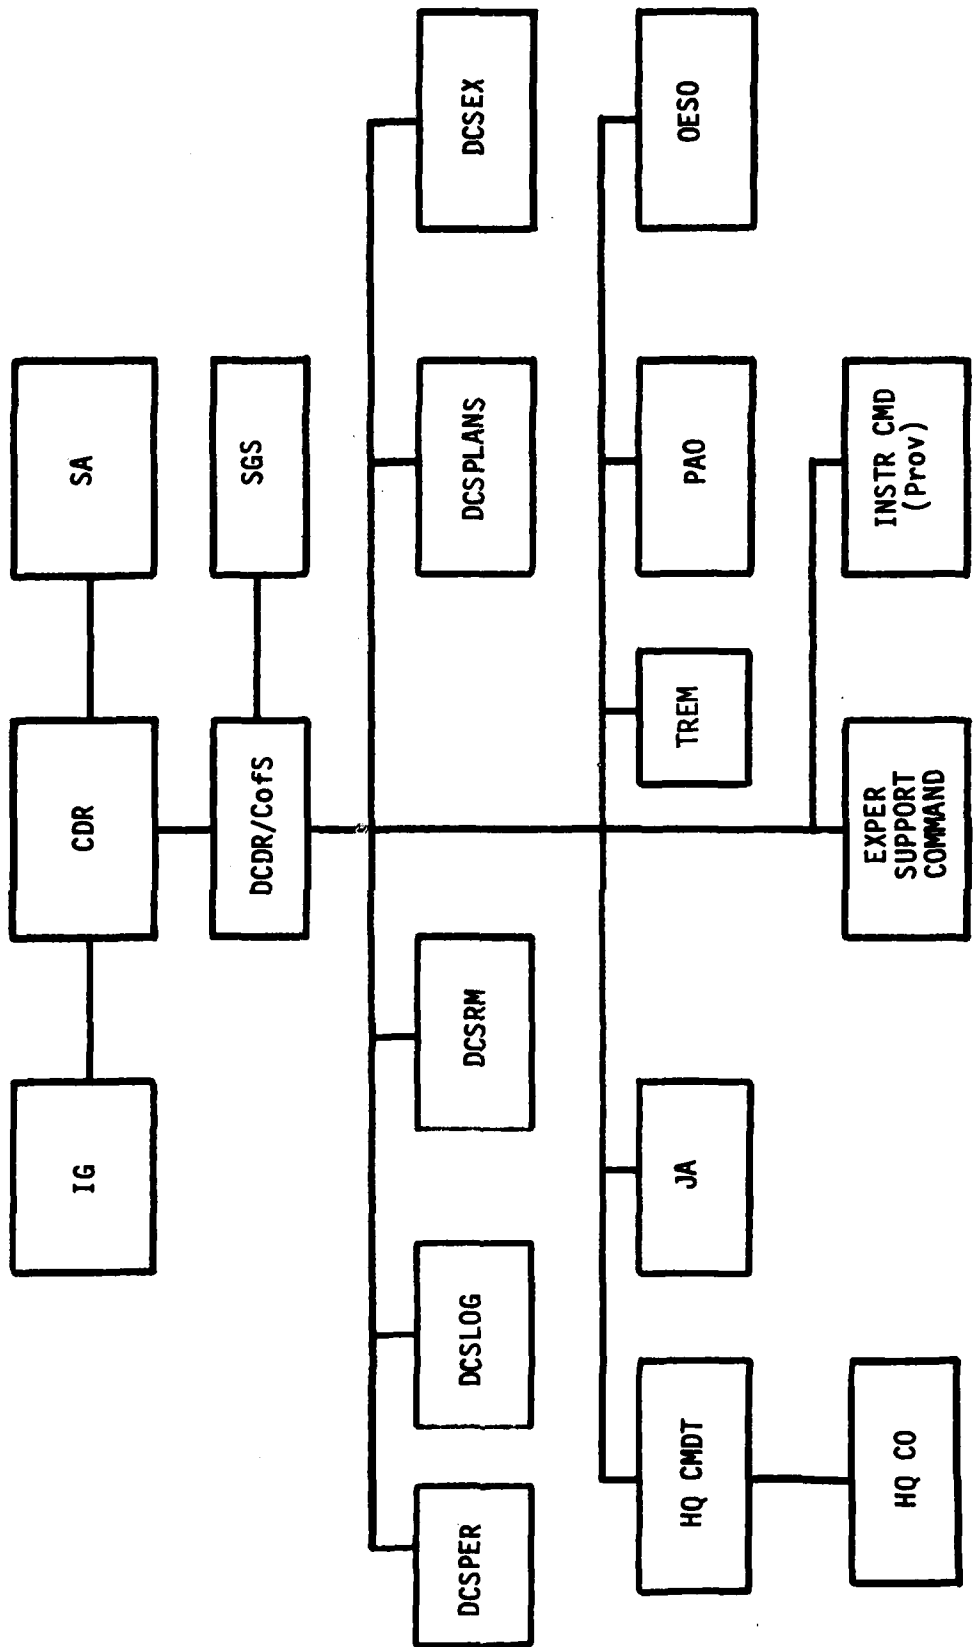 IG
CDR
SA
DCDR/CofS
SGS
DCSPER
DCSLOG
DCSRM
DCSPLANS
DCSEX
HQ CMDT
JA
TREM
PAO
OESO
HQ CO
EXPER
SUPPORT
COMMAND
INSTR CMD
(Prov)